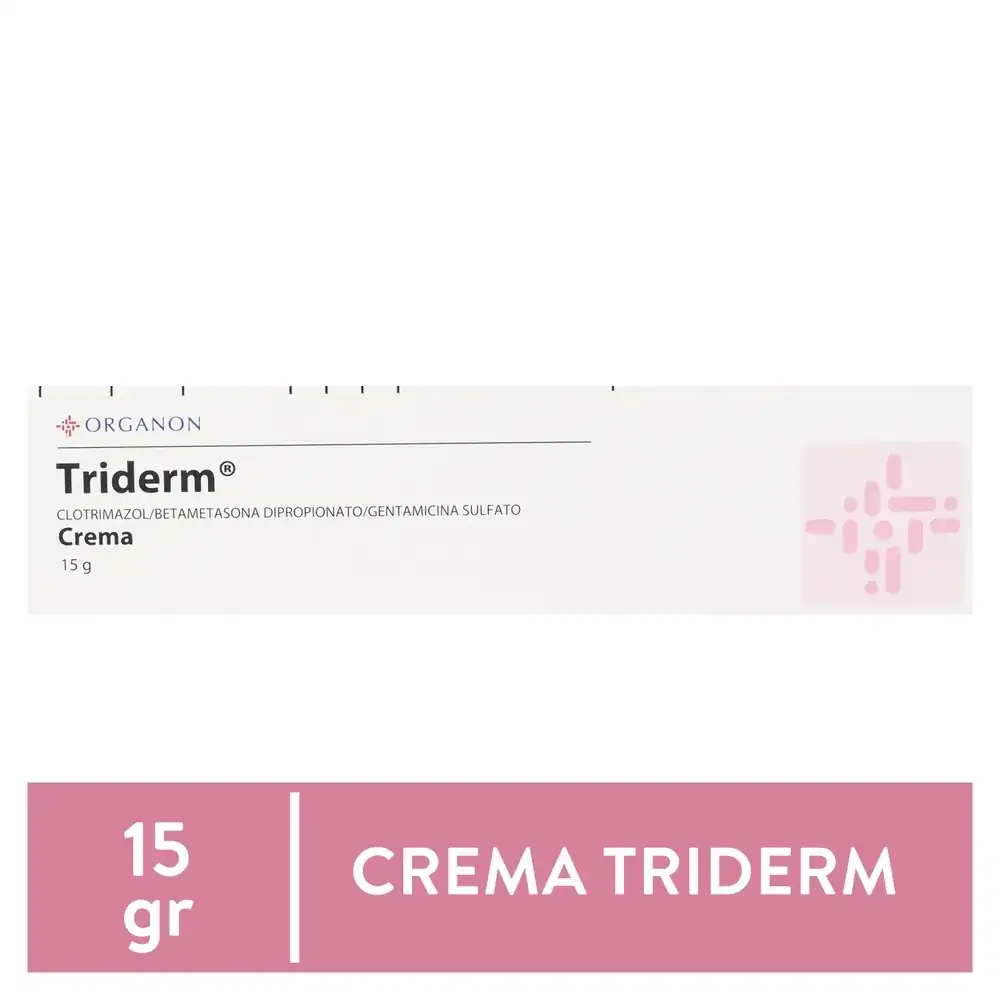 ORGANON
Triderm®
CLOTRIMAZOL/BETAMETASONA DIPROPIONATO/GENTAMICINA SULFATO
Crema
15 g
15
gr
CREMA TRIDERM